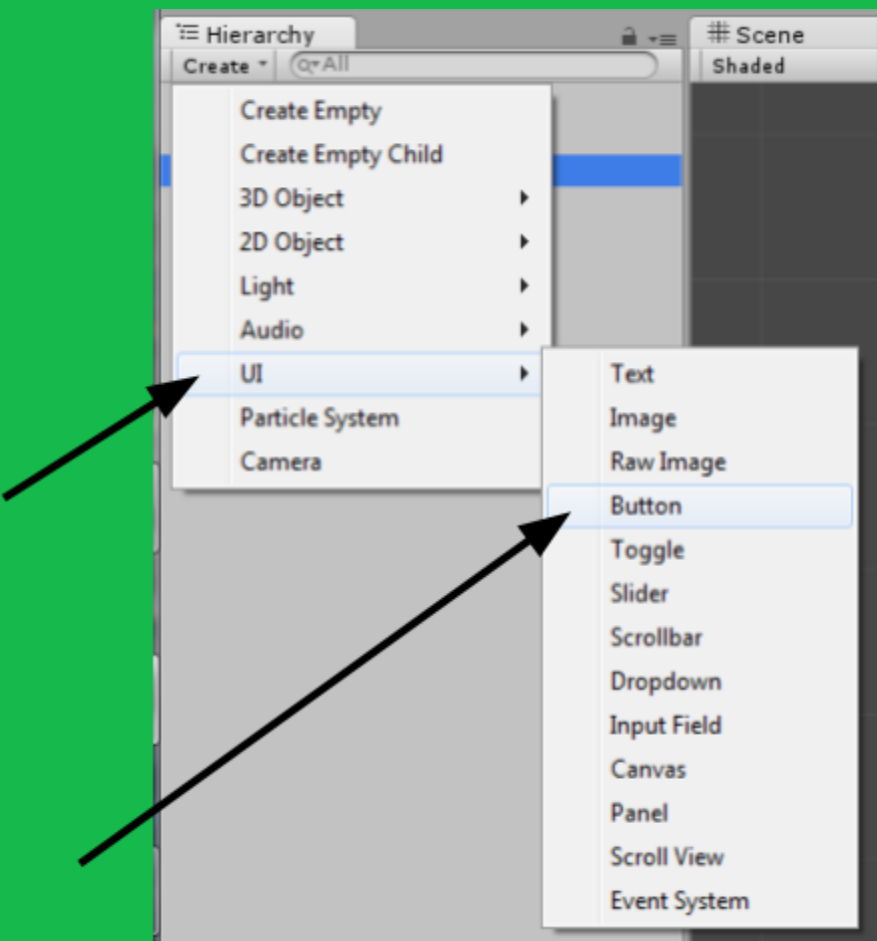 Hierarchy
Scene
Create
All
Shaded
Create Empty
Create Empty Child
3D Object
2D Object
Light
Audio
UI
Particle System
Camera
Text
Image
Raw Image
Button
Toggle
Slider
Scrollbar
Dropdown
Input Field
Canvas
Panel
Scroll View
Event System